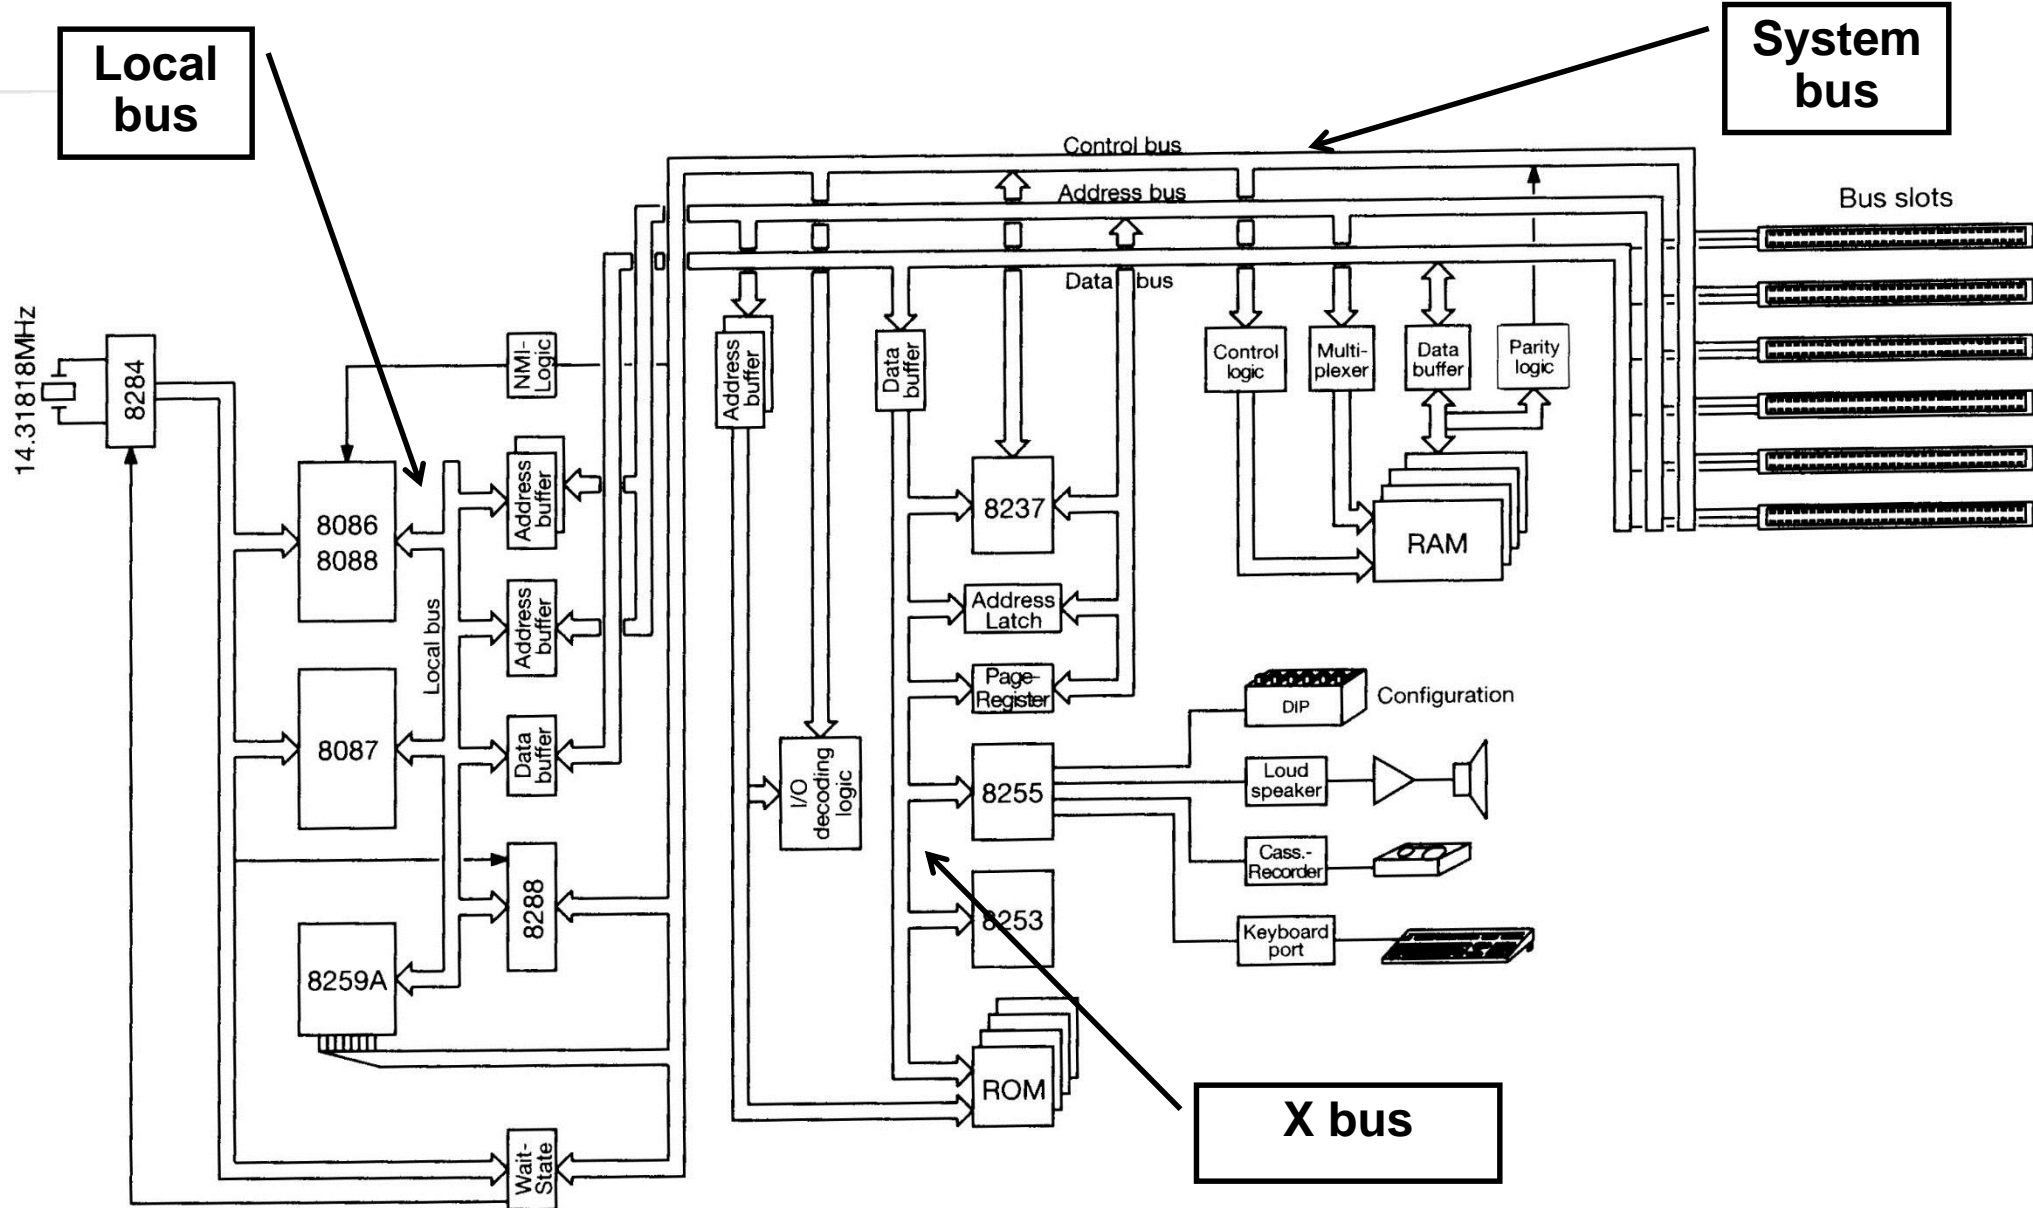 Local
bus
System
bus
Control bus
Address bus
Data bus
Bus slots
14.31818MHz
8284
NMI-
Logic
Address
buffer
Data
buffer
Control
logic
Multi-
plexer
Data
buffer
Parity
logic
8086
8088
Address
buffer
8237
RAM
Local bus
Address
buffer
Address
Latch
Page-
Register
DIP
Configuration
8087
Data
buffer
I/O
decoding
logic
8255
Loud
speaker
Cass.-
Recorder
8288
8253
Keyboard
port
8259A
ROM
X bus
Wait-
State